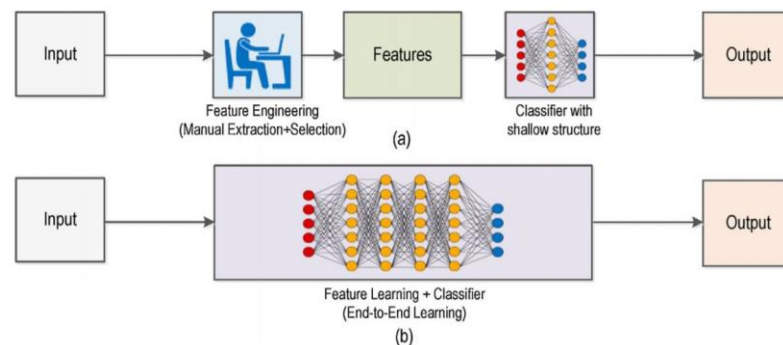 Input
Feature Engineering
(Manual Extraction+Selection)
Features
Classifier with
shallow structure
Output
(a)
Input
Feature Learning + Classifier
(End-to-End Learning)
Output
(b)